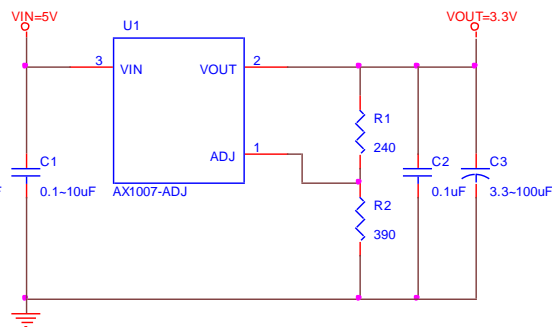 VIN=5V
VOUT=3.3V
U1
3
VIN
VOUT
2
ADJ
1
AX1007-ADJ
C1
0.1~10uF
R1
240
R2
390
C2
0.1uF
C3
3.3~100uF